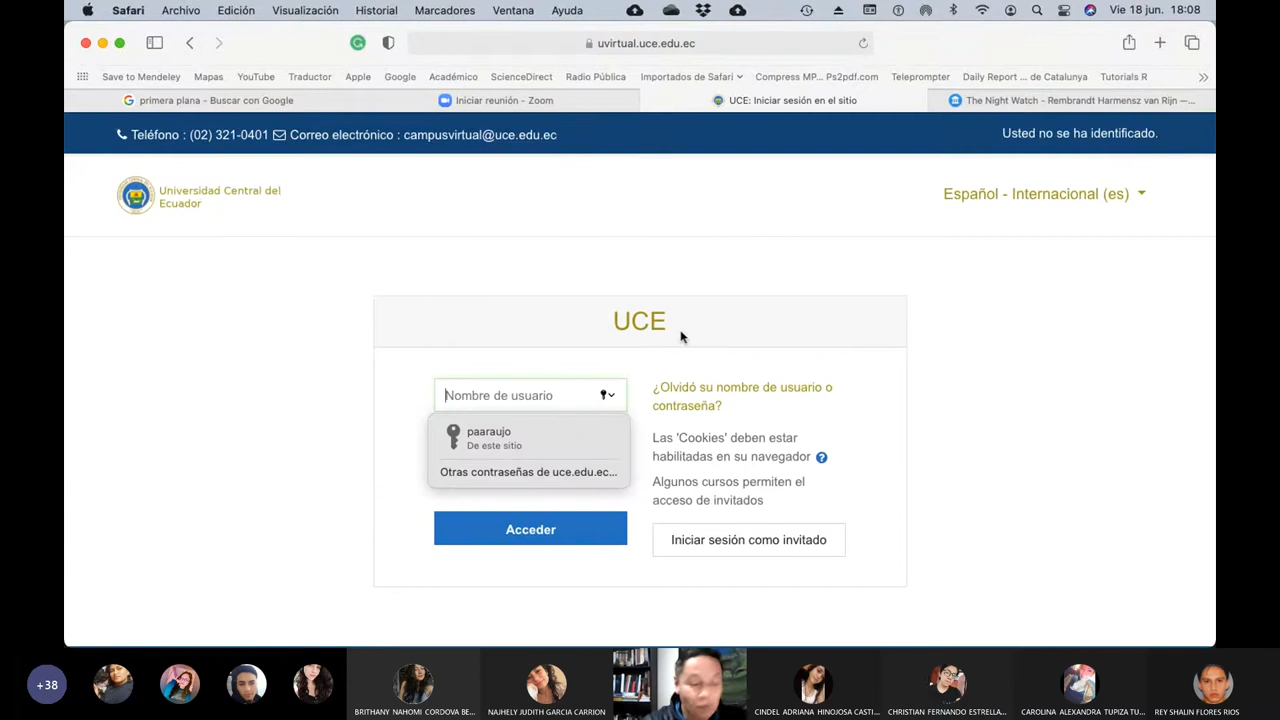 Safari Archivo Edición Visualización Historial Marcadores Ventana Ayuda Vie 18 jun. 18:08
uvirtual.uce.edu.ec
Save to Mendeley Mapas YouTube Traductor Apple Google Académico ScienceDirect Radio Pública Importados de Safari Compress MP... Ps2pdf.com Teleprompter Daily Report ... de Catalunya Tutorials R
primera plana - Buscar con Google Iniciar reunión - Zoom UCE: Iniciar sesión en el sitio The Night Watch - Rembrandt Harmensz van Rijn —...
Teléfono : (02) 321-0401 Correo electrónico : campusvirtual@uce.edu.ec Usted no se ha identificado.
Universidad Central del
Ecuador
Español - Internacional (es)
UCE
Nombre de usuario
paaraujo
De este sitio
Otras contraseñas de uce.edu.ec...
Acceder
¿Olvidó su nombre de usuario o
contraseña?
Las 'Cookies' deben estar
habilitadas en su navegador
Algunos cursos permiten el
acceso de invitados
Iniciar sesión como invitado
+38
BRITHANY NAHOMI CORDOVA BE... NAJHELY JUDITH GARCIA CARRION CINDEL ADRIANA HINOJOSA CASTI... CHRISTIAN FERNANDO ESTRELLA... CAROLINA ALEXANDRA TUPIZA TU... REY SHALIN FLORES RIOS